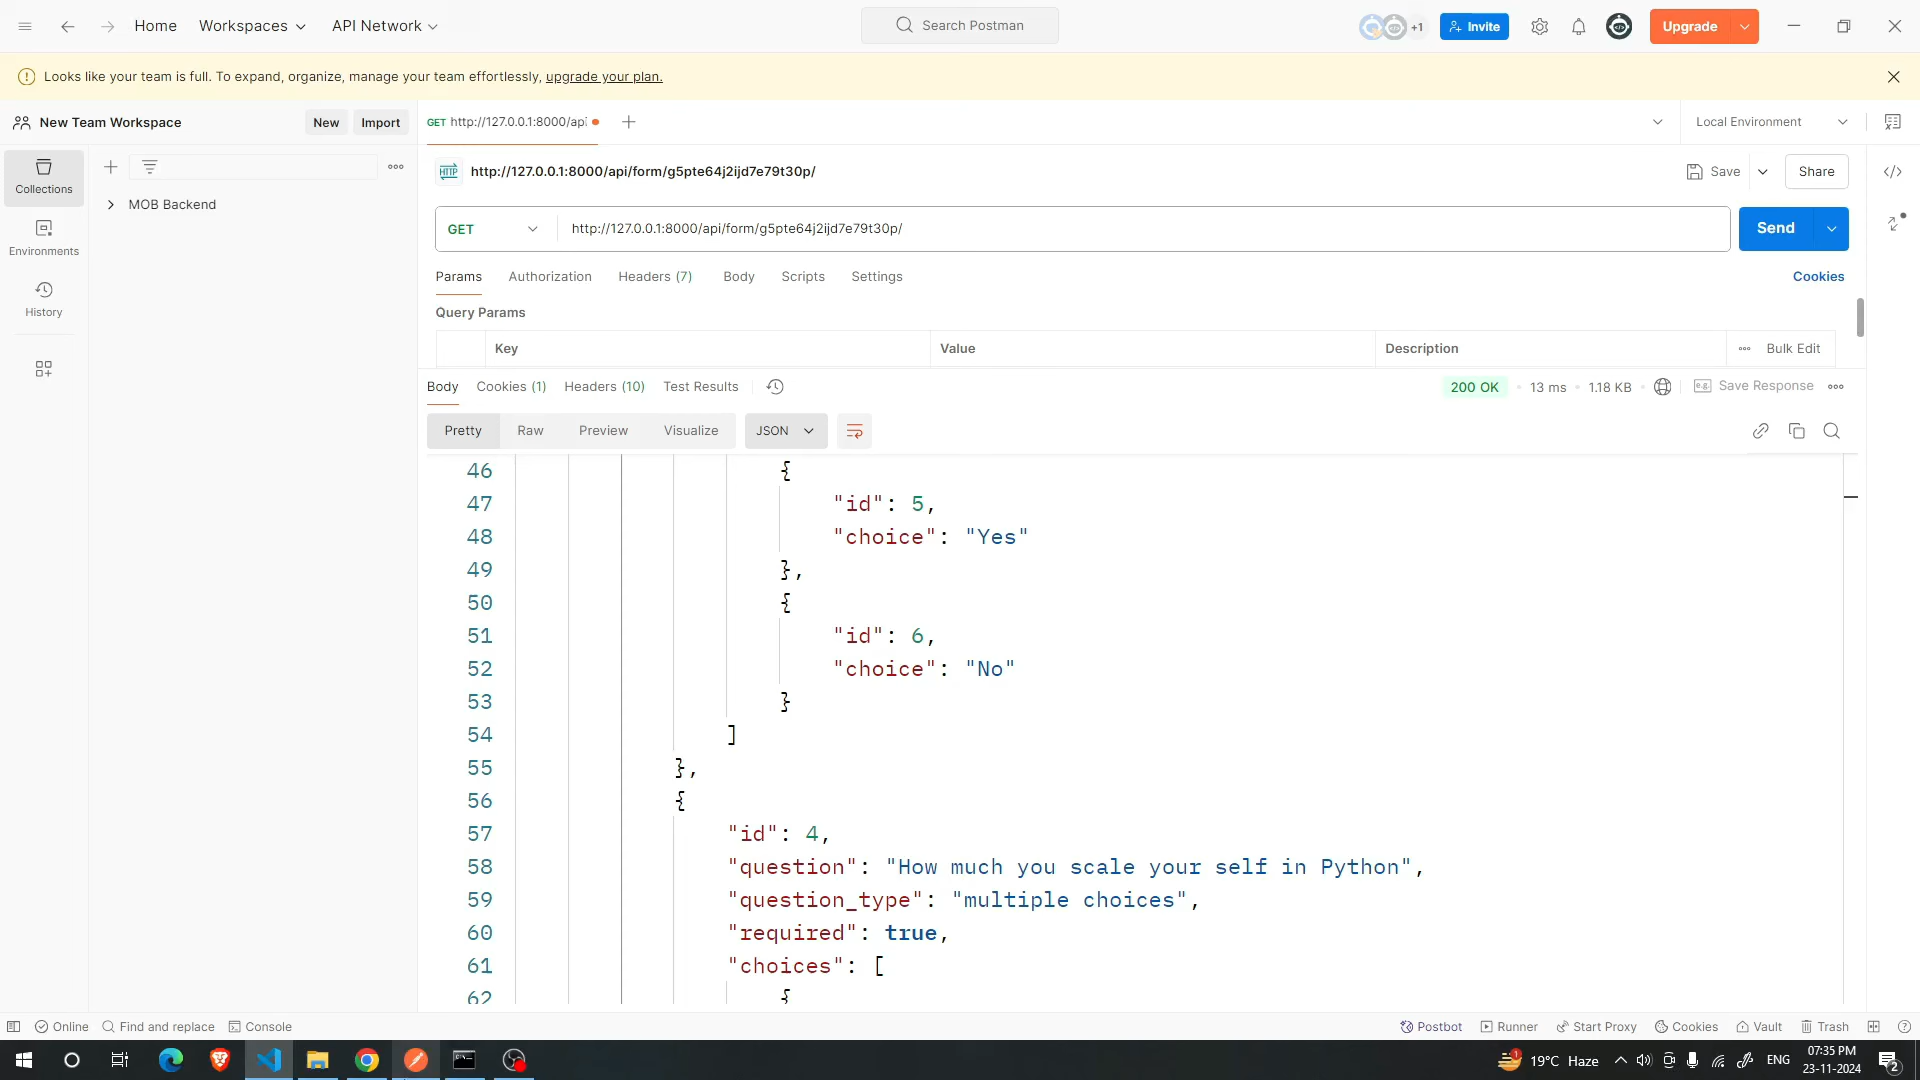 Home
Workspaces
API Network
Search Postman
+1
Invite
Upgrade
Looks like your team is full. To expand, organize, manage your team effortlessly, upgrade your plan.
New Team Workspace
New
Import
GET http://127.0.0.1:8000/api
Local Environment
Collections
Environments
History
MOB Backend
HTTP
http://127.0.0.1:8000/api/form/g5pte64j2ijd7e79t30p/
Save
Share
GET
http://127.0.0.1:8000/api/form/g5pte64j2ijd7e79t30p/
Send
Params
Authorization
Headers (7)
Body
Scripts
Settings
Cookies
Query Params
Key
Value
Description
Bulk Edit
Body
Cookies (1)
Headers (10)
Test Results
200 OK
13 ms
1.18 KB
e.g.
Save Response
Pretty
Raw
Preview
Visualize
JSON
46 {
47 "id": 5,
48 "choice": "Yes"
49 },
50 {
51 "id": 6,
52 "choice": "No"
53 }
54 ]
55 },
56 {
57 "id": 4,
58 "question": "How much you scale your self in Python",
59 "question_type": "multiple choices",
60 "required": true,
61 "choices": [
62 {
Online
Find and replace
Console
Postbot
Runner
Start Proxy
Cookies
Vault
Trash
1
19°C Haze
ENG
07:35 PM
23-11-2024
2